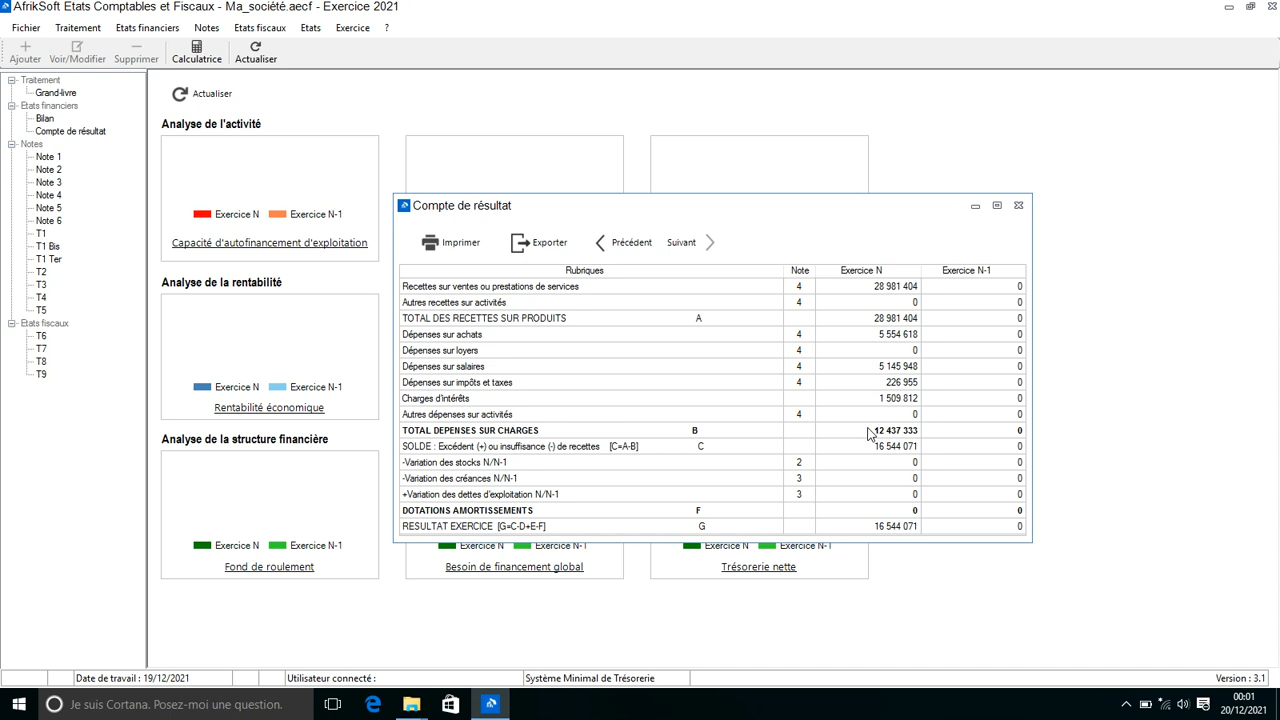 AfrikSoft Etats Comptables et Fiscaux - Ma_société.aecf - Exercice 2021
Fichier Traitement Etats financiers Notes Etats fiscaux Etats Exercice ?
Ajouter Voir/Modifier Supprimer Calculatrice Actualiser
Traitement
Grand-livre
Etats financiers
Bilan
Compte de résultat
Notes
Note 1
Note 2
Note 3
Note 4
Note 5
Note 6
T1
T1 Bis
T1 Ter
T2
T3
T4
T5
Etats fiscaux
T6
T7
T8
T9
Actualiser
Analyse de l'activité
Exercice N Exercice N-1
Capacité d'autofinancement d'exploitation
Analyse de la rentabilité
Exercice N Exercice N-1
Rentabilité économique
Analyse de la structure financière
Exercice N Exercice N-1
Fond de roulement
Exercice N Exercice N-1
Besoin de financement global
Exercice N Exercice N-1
Trésorerie nette
Compte de résultat
Imprimer Exporter Précédent Suivant
Rubriques Note Exercice N Exercice N-1
Recettes sur ventes ou prestations de services 4 28 981 404 0
Autres recettes sur activités 4 0 0
TOTAL DES RECETTES SUR PRODUITS A 28 981 404 0
Dépenses sur achats 4 5 554 618 0
Dépenses sur loyers 4 0 0
Dépenses sur salaires 4 5 145 948 0
Dépenses sur impôts et taxes 4 226 955 0
Charges d'intérêts 1 509 812 0
Autres dépenses sur activités 4 0 0
TOTAL DEPENSES SUR CHARGES B 12 437 333 0
SOLDE : Excédent (+) ou insuffisance (-) de recettes [C=A-B] C 16 544 071 0
-Variation des stocks N/N-1 2 0 0
-Variation des créances N/N-1 3 0 0
+Variation des dettes d'exploitation N/N-1 3 0 0
DOTATIONS AMORTISSEMENTS F 0 0
RESULTAT EXERCICE [G=C-D+E-F] G 16 544 071 0
Date de travail : 19/12/2021 Utilisateur connecté : Système Minimal de Trésorerie Version : 3.1
Je suis Cortana. Posez-moi une question.
00:01
20/12/2021